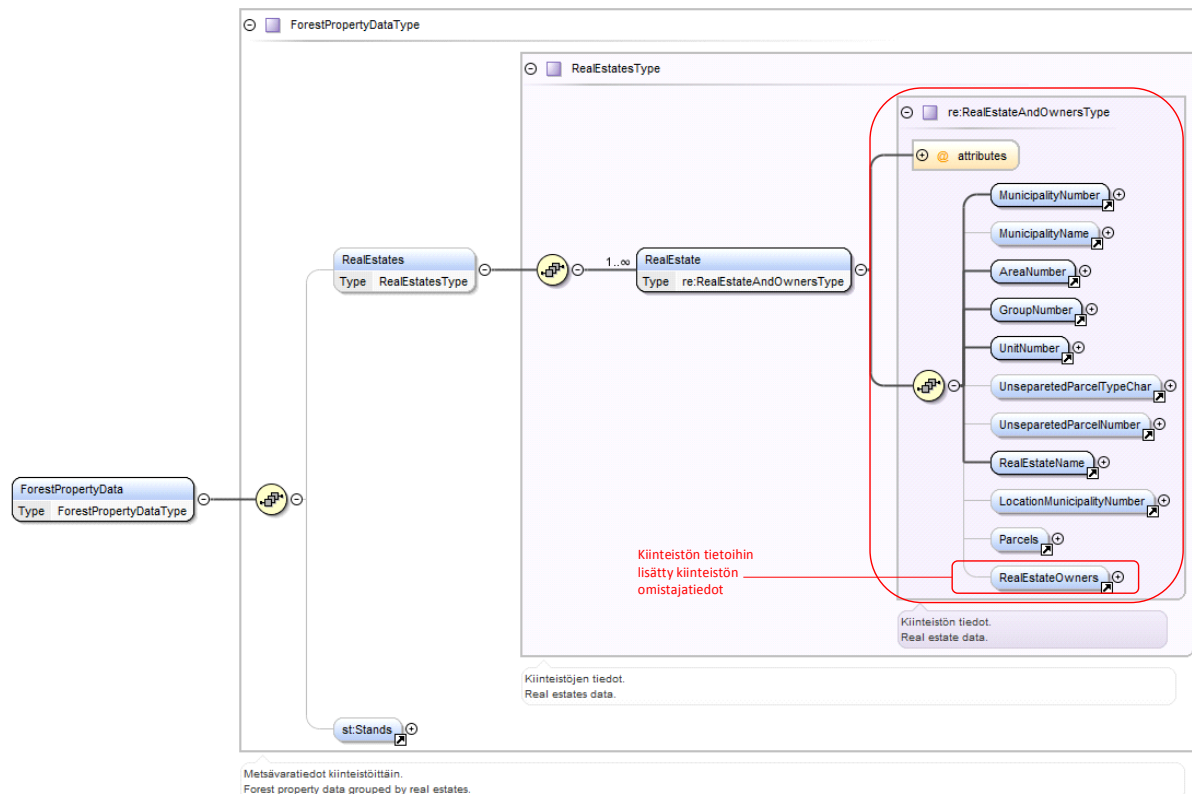 ForestPropertyDataType
RealEstatesType
re:RealEstateAndOwnersType
@ attributes
MunicipalityNumber
MunicipalityName
AreaNumber
GroupNumber
UnitNumber
UnseparetedParcelTypeChar
UnseparetedParcelNumber
RealEstateName
LocationMunicipalityNumber
Parcels
RealEstateOwners
RealEstates
Type RealEstatesType
1..∞
RealEstate
Type re:RealEstateAndOwnersType
ForestPropertyData
Type ForestPropertyDataType
Kiinteistön tietoihin
lisätty kiinteistön
omistajatiedot
Kiinteistön tiedot.
Real estate data.
Kiinteistöjen tiedot.
Real estates data.
st:Stands
Metsävaratiedot kiinteistöittäin.
Forest property data grouped by real estates.